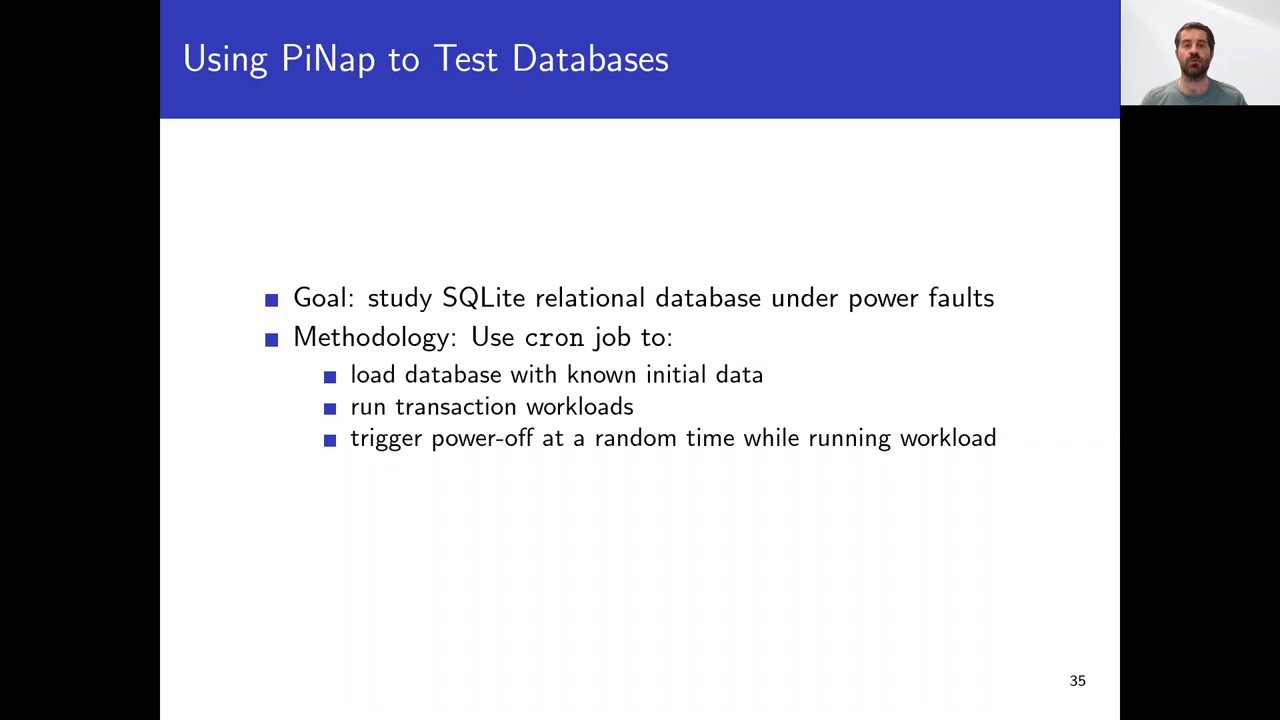 Using PiNap to Test Databases
Goal: study SQLite relational database under power faults
Methodology: Use cron job to:
load database with known initial data
run transaction workloads
trigger power-off at a random time while running workload
35